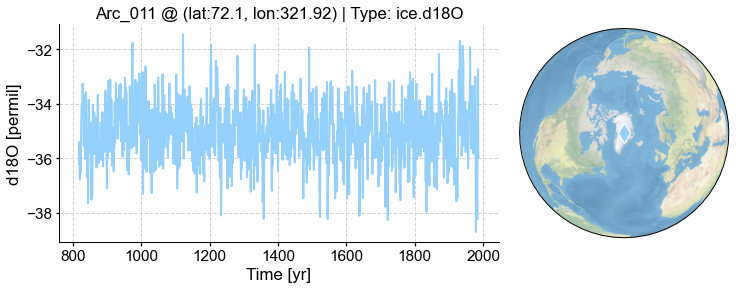 Arc_011 @ (lat:72.1, lon:321.92) | Type: ice.d18O
d18O [permil]
−32
−34
−36
−38
800 1000 1200 1400 1600 1800 2000
Time [yr]